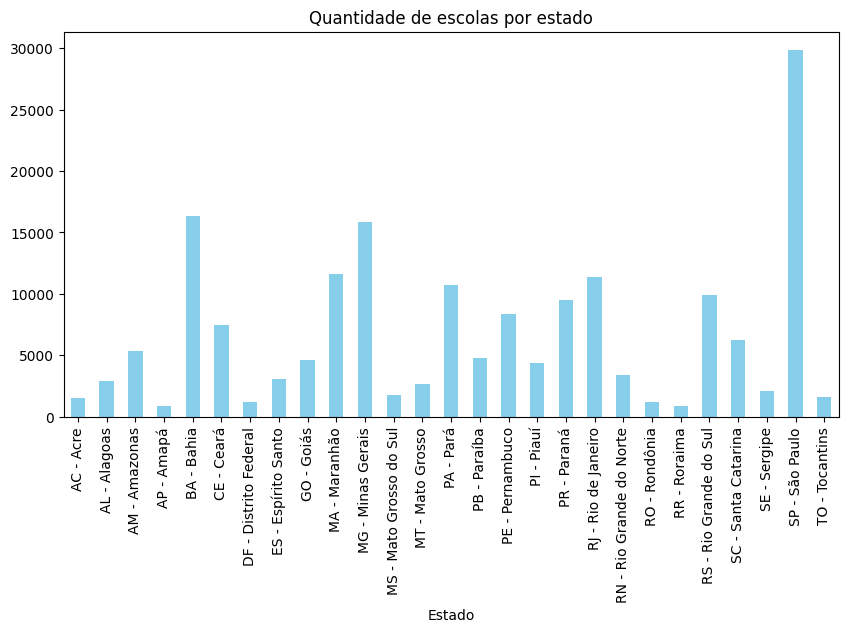 Quantidade de escolas por estado
30000
25000
20000
15000
10000
5000
0
AC - Acre
AL - Alagoas
AM - Amazonas
AP - Amapá
BA - Bahia
CE - Ceará
DF - Distrito Federal
ES - Espírito Santo
GO - Goiás
MA - Maranhão
MG - Minas Gerais
MS - Mato Grosso do Sul
MT - Mato Grosso
PA - Pará
PB - Paraíba
PE - Pernambuco
PI - Piauí
PR - Paraná
RJ - Rio de Janeiro
RN - Rio Grande do Norte
RO - Rondônia
RR - Roraima
RS - Rio Grande do Sul
SC - Santa Catarina
SE - Sergipe
SP - São Paulo
TO - Tocantins
Estado